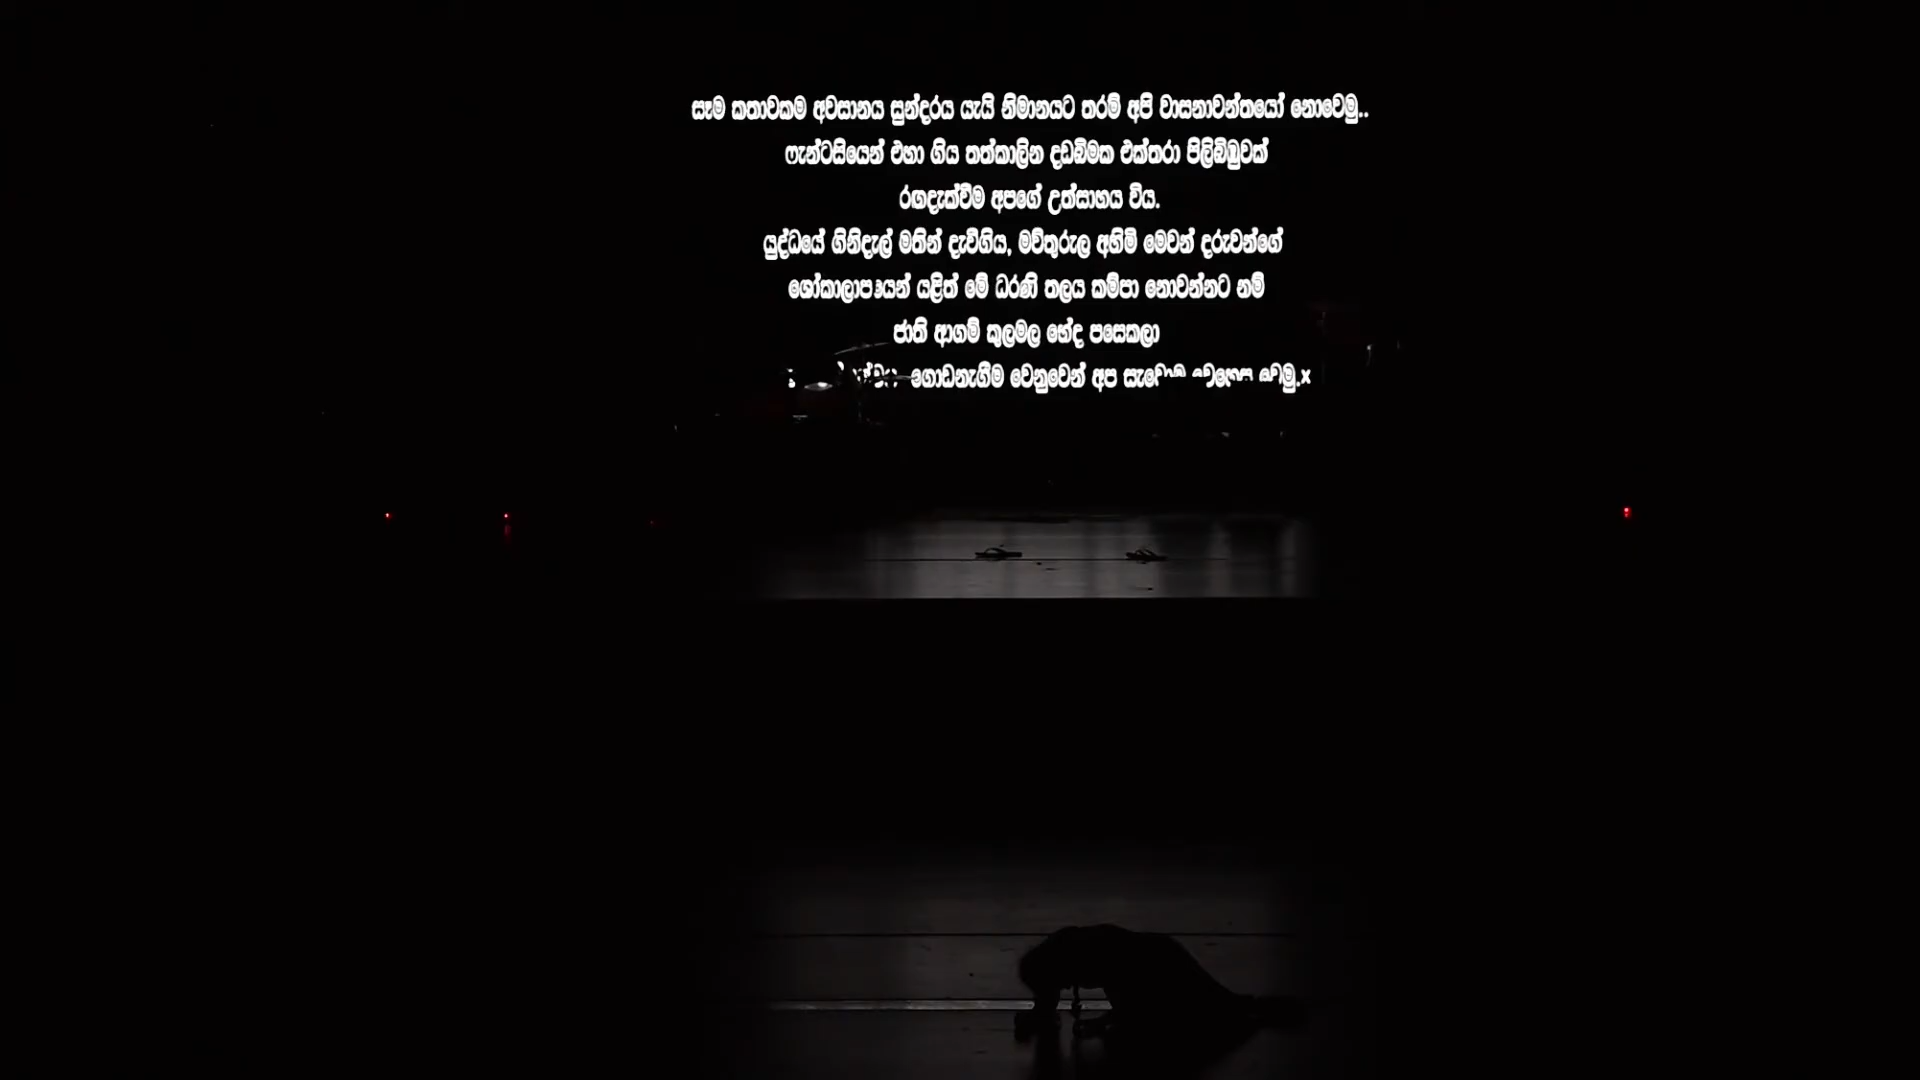 සෑම කතාවකම අවසානය සුන්දරය යැයි නිමානයට තරම් අපි වාසනාවන්තයෝ නොවෙමු..
ෆැන්ටසියෙන් එහා ගිය තත්කාලින දඩබිමක එක්තරා පිලිබිඹුවක්
රඟදැක්වීම අපගේ උත්සාහය විය.
යුද්ධයේ ගිනිදැල් මතින් දැවීගිය, මව්තුරුල අහිමි මෙවන් දරුවන්ගේ
ශෝකාලාපයන් යළිත් මේ ධරණි තලය කම්පා නොවන්නට නම්
ජාති ආගම් කුලමල භේද පසෙකලා
ගොඩනැගීම වෙනුවෙන් අප සැවොම වෙහෙස වෙමු.x